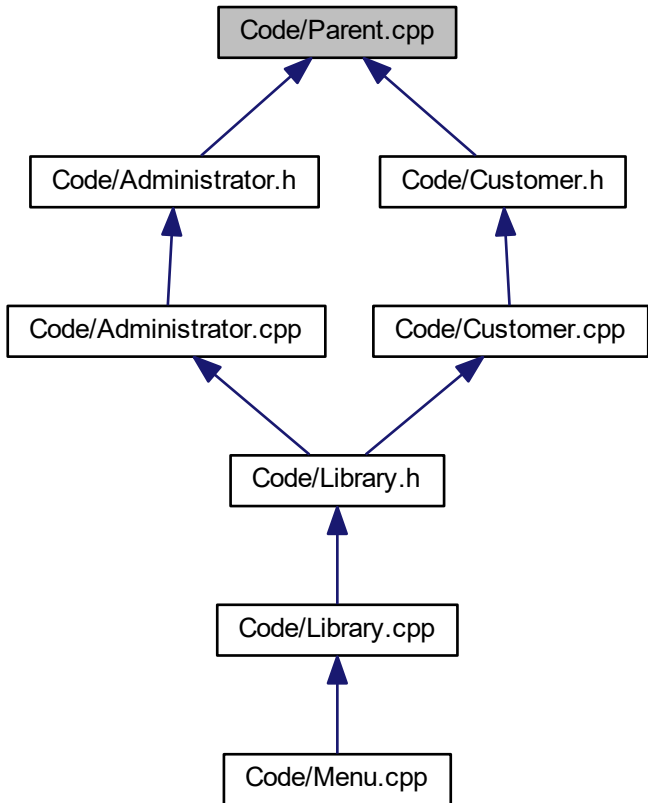 Code/Parent.cpp
Code/Administrator.h
Code/Customer.h
Code/Administrator.cpp
Code/Customer.cpp
Code/Library.h
Code/Library.cpp
Code/Menu.cpp